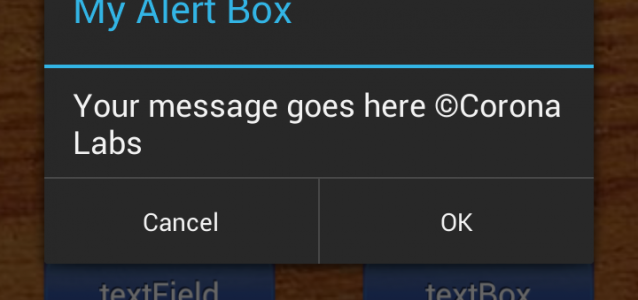 My Alert Box
Your message goes here ©Corona
Labs
Cancel
OK
textField
textBox